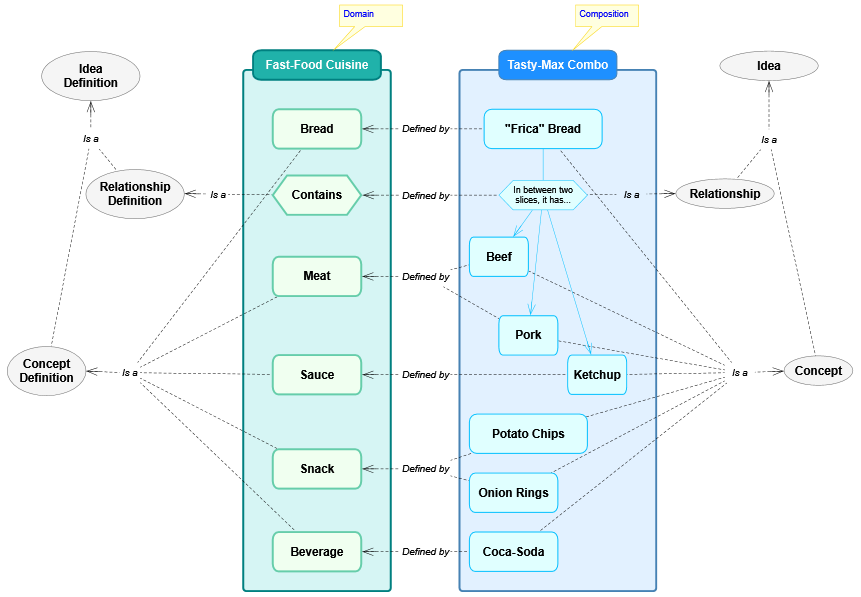 Domain
Composition
Fast-Food Cuisine
Tasty-Max Combo
Idea
Definition
Idea
Bread
Defined by
"Frica" Bread
Is a
Is a
Relationship
Definition
Is a
Contains
Defined by
In between two
slices, it has...
Is a
Relationship
Beef
Meat
Defined by
Pork
Concept
Definition
Is a
Sauce
Defined by
Ketchup
Is a
Concept
Potato Chips
Snack
Defined by
Onion Rings
Beverage
Defined by
Coca-Soda